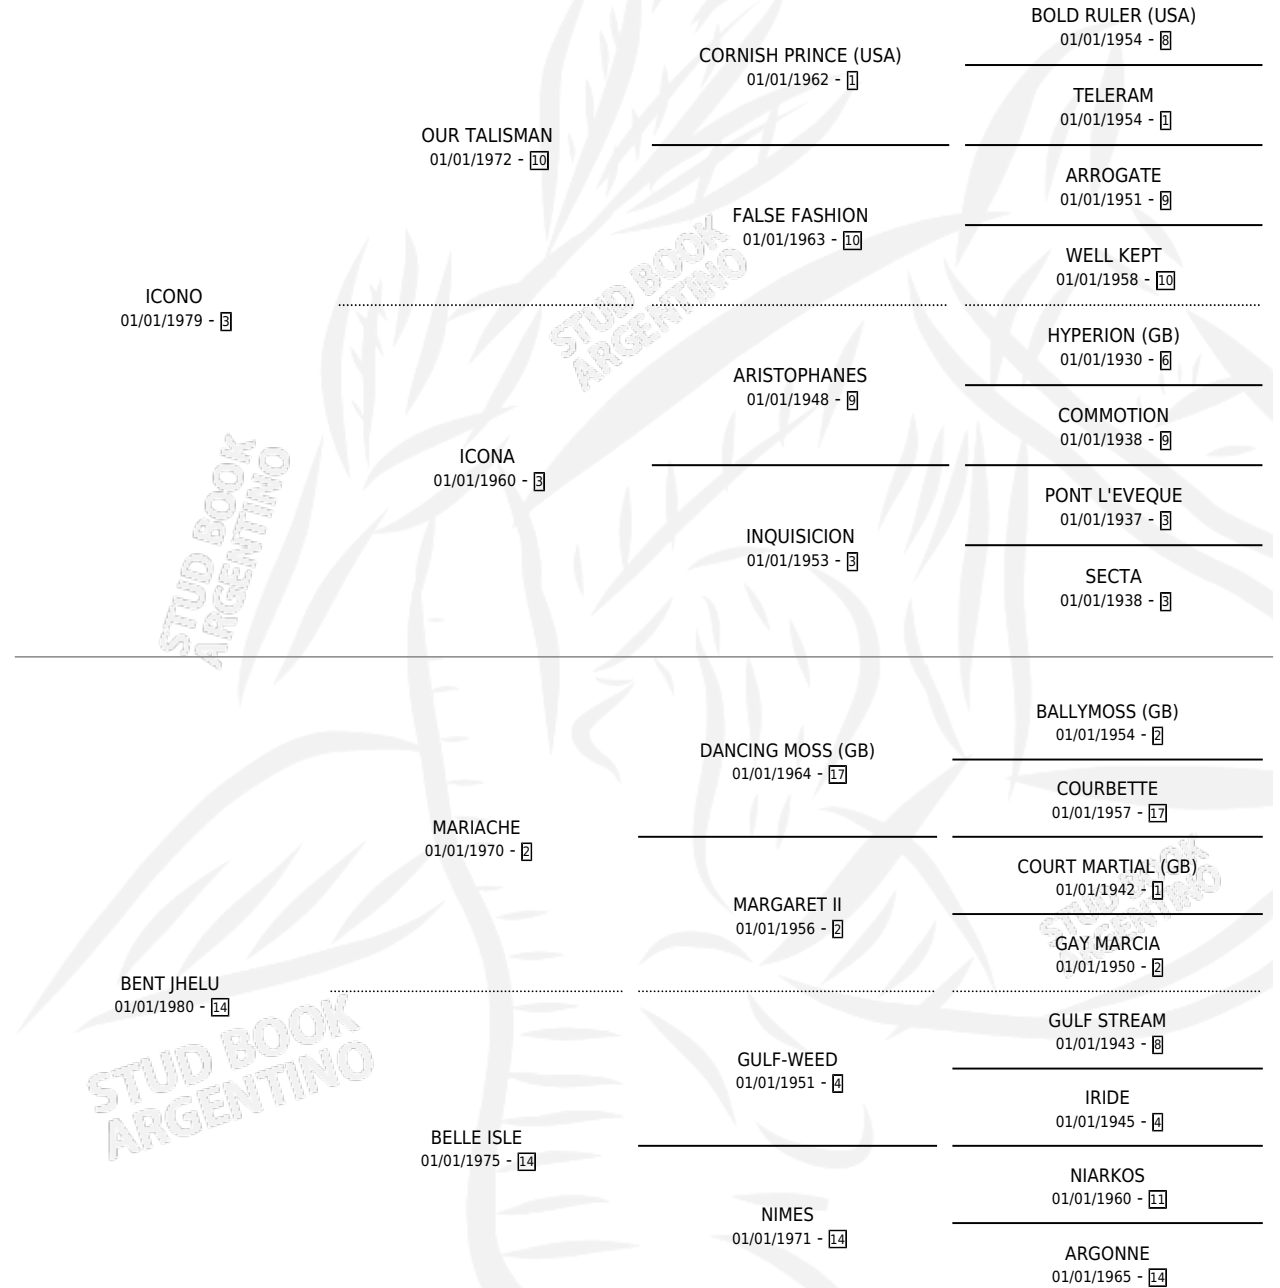 BOLD RULER (USA)
01/01/1954 - 8
CORNISH PRINCE (USA)
01/01/1962 - 1
TELERAM
01/01/1954 - 1
OUR TALISMAN
01/01/1972 - 10
ARROGATE
01/01/1951 - 9
FALSE FASHION
01/01/1963 - 10
WELL KEPT
01/01/1958 - 10
ICONO
01/01/1979 - 3
HYPERION (GB)
01/01/1930 - 6
ARISTOPHANES
01/01/1948 - 9
COMMOTION
01/01/1938 - 9
ICONA
01/01/1960 - 3
PONT L'EVEQUE
01/01/1937 - 3
INQUISICION
01/01/1953 - 3
SECTA
01/01/1938 - 3
BALLYMOSS (GB)
01/01/1954 - 2
DANCING MOSS (GB)
01/01/1964 - 17
COURBETTE
01/01/1957 - 17
MARIACHE
01/01/1970 - 2
COURT MARTIAL (GB)
01/01/1942 - 1
MARGARET II
01/01/1956 - 2
GAY MARCIA
01/01/1950 - 2
BENT JHELU
01/01/1980 - 14
GULF STREAM
01/01/1943 - 8
GULF-WEED
01/01/1951 - 4
IRIDE
01/01/1945 - 4
BELLE ISLE
01/01/1975 - 14
NIARKOS
01/01/1960 - 11
NIMES
01/01/1971 - 14
ARGONNE
01/01/1965 - 14
STUD BOOK
ARGENTINO
STUD BOOK
ARGENTINO
STUD BOOK
ARGENTINO
STUD BOOK
ARGENTINO